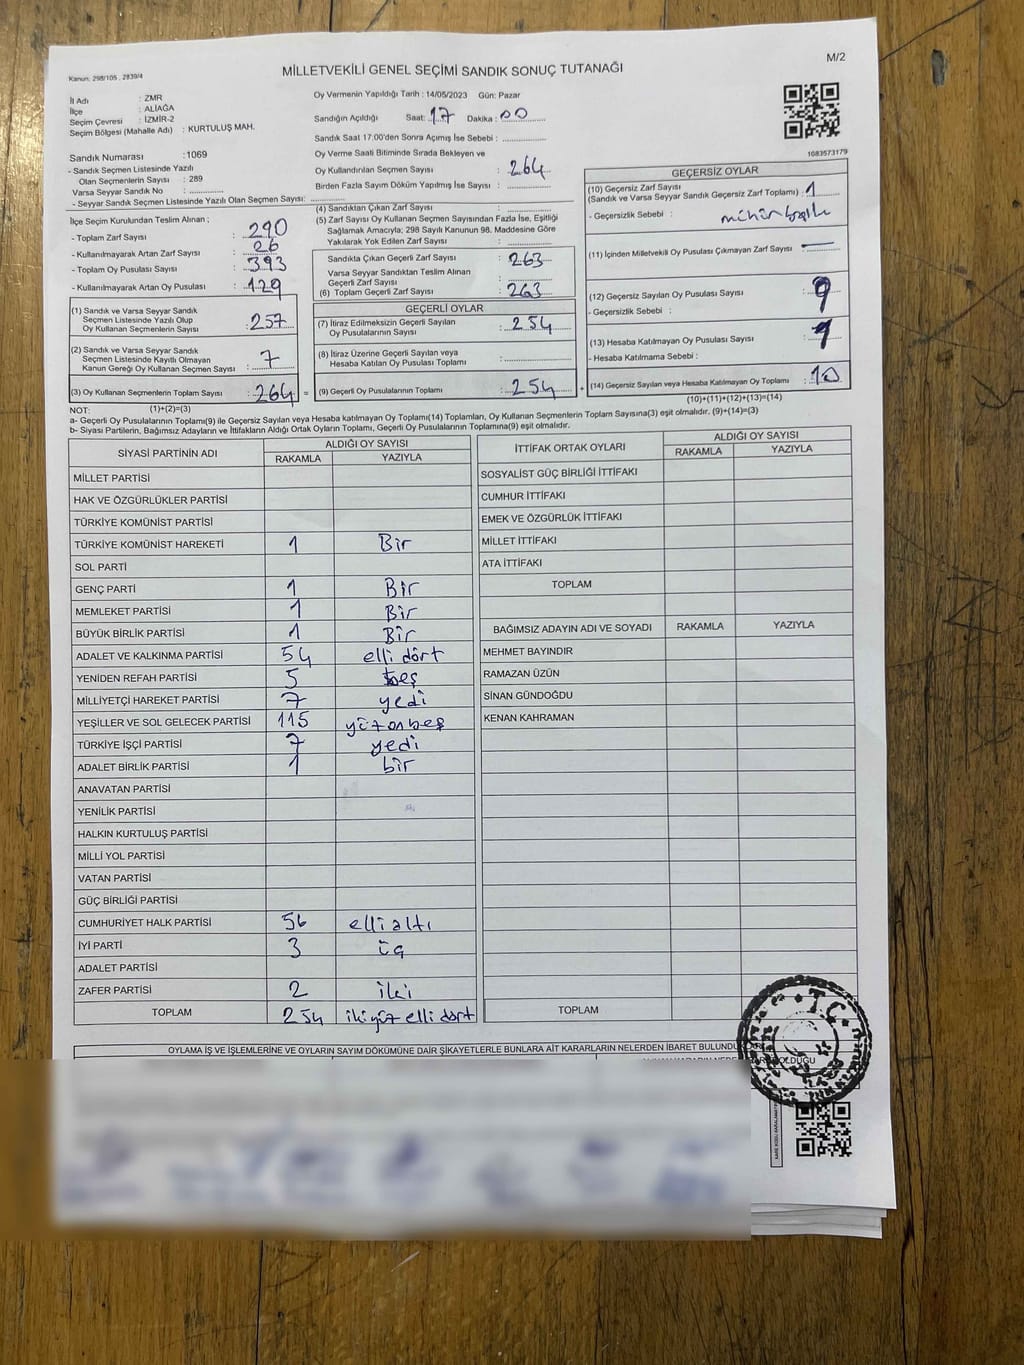 M/2
Kanun: 298/105 , 2839/4
MİLLETVEKİLİ GENEL SEÇİMİ SANDIK SONUÇ TUTANAĞI
İl Adı : ZMR
İlçe : ALİAĞA
Seçim Çevresi : İZMİR-2
Seçim Bölgesi (Mahalle Adı) : KURTULUŞ MAH.
Sandık Numarası :1069
- Sandık Seçmen Listesinde Yazılı
Olan Seçmenlerin Sayısı : 289
Varsa Seyyar Sandık No : ..............
- Seyyar Sandık Seçmen Listesinde Yazılı Olan Seçmen Sayısı: ..............
Oy Vermenin Yapıldığı Tarih : 14/05/2023 Gün: Pazar
Sandığın Açıldığı Saat: 17 Dakika: 00
Sandık Saat 17:00'den Sonra Açımış İse Sebebi : ..............
Oy Verme Saati Bitiminde Sırada Bekleyen ve
Oy Kullandırılan Seçmen Sayısı : 264
Birden Fazla Sayım Döküm Yapılmış İse Sayısı : ..............
1083573179
İlçe Seçim Kurulundan Teslim Alınan ;
- Toplam Zarf Sayısı : 290
- Kullanılmayarak Artan Zarf Sayısı : 26
- Toplam Oy Pusulası Sayısı : 393
- Kullanılmayarak Artan Oy Pusulası : 129
(1) Sandık ve Varsa Seyyar Sandık
Seçmen Listesinde Yazılı Olup
Oy Kullanan Seçmenlerin Sayısı : 257
(2) Sandık ve Varsa Seyyar Sandık
Seçmen Listesinde Kayıtlı Olmayan
Kanun Gereği Oy Kullanan Seçmen Sayısı : 7
(3) Oy Kullanan Seçmenlerin Toplamı : 264 =
(4) Sandıktan Çıkan Zarf Sayısı : ..............
(5) Zarf Sayısı Oy Kullanan Seçmen Sayısından Fazla İse, Eşitliği
Sağlamak Amacıyla; 298 Sayılı Kanunun 98. Maddesine Göre
Yakılarak Yok Edilen Zarf Sayısı : ..............
Sandıkta Çıkan Geçerli Zarf Sayısı : 263
Varsa Seyyar Sandıktan Teslim Alınan
Geçerli Zarf Sayısı : ..............
(6) Toplam Geçerli Zarf Sayısı : 263
GEÇERLİ OYLAR
(7) İtiraz Edilmeksizin Geçerli Sayılan
Oy Pusulalarının Sayısı : 254
(8) İtiraz Üzerine Geçerli Sayılan veya
Hesaba Katılan Oy Pusulası Toplamı : ..............
(9) Geçerli Oy Pusulalarının Toplamı : 254 +
GEÇERSİZ OYLAR
(10) Geçersiz Zarf Sayısı
(Sandık ve Varsa Seyyar Sandık Geçersiz Zarf Toplamı) : 1
- Geçersizlik Sebebi :
(11) İçinden Milletvekili Oy Pusulası Çıkmayan Zarf Sayısı : —
(12) Geçersiz Sayılan Oy Pusulası Sayısı : 9
- Geçersizlik Sebebi :
(13) Hesaba Katılmayan Oy Pusulası Sayısı :
- Hesaba Katılmama Sebebi :
(14) Geçersiz Sayılan veya Hesaba Katılmayan Oy Toplamı : 10
NOT: (1)+(2)=(3)
(10)+(11)+(12)+(13)=(14)
a- Geçerli Oy Pusulalarının Toplamı(9) ile Geçersiz Sayılan veya Hesaba katılmayan Oy Toplamı(14) Toplamları, Oy Kullanan Seçmenlerin Toplam Sayısına(3) eşit olmalıdır. (9)+(14)=(3)
b- Siyasi Partilerin, Bağımsız Adayların ve İttifakların Aldığı Ortak Oyların Toplamı, Geçerli Oy Pusulalarının Toplamına(9) eşit olmalıdır.
SİYASİ PARTİNİN ADI ALDIĞI OY SAYISI
RAKAMLA YAZIYLA
MİLLET PARTİSİ
HAK VE ÖZGÜRLÜKLER PARTİSİ
TÜRKİYE KOMÜNİST PARTİSİ
TÜRKİYE KOMÜNİST HAREKETİ 1 Bir
SOL PARTİ
GENÇ PARTİ 1 Bir
MEMLEKET PARTİSİ 1 Bir
BÜYÜK BİRLİK PARTİSİ 1 Bir
ADALET VE KALKINMA PARTİSİ 54 elli dört
YENİDEN REFAH PARTİSİ 5 beş
MİLLİYETÇİ HAREKET PARTİSİ 7 yedi
YEŞİLLER VE SOL GELECEK PARTİSİ 115 yüzonbeş
TÜRKİYE İŞÇİ PARTİSİ 7 yedi
ADALET BİRLİK PARTİSİ 1 bir
ANAVATAN PARTİSİ
YENİLİK PARTİSİ
HALKIN KURTULUŞ PARTİSİ
MİLLİ YOL PARTİSİ
VATAN PARTİSİ
GÜÇ BİRLİĞİ PARTİSİ
CUMHURİYET HALK PARTİSİ 56 elli altı
İYİ PARTİ 3 üç
ADALET PARTİSİ
ZAFER PARTİSİ 2 iki
TOPLAM 254 ikiyüz elli dört
İTTİFAK ORTAK OYLARI ALDIĞI OY SAYISI
RAKAMLA YAZIYLA
SOSYALİST GÜÇ BİRLİĞİ İTTİFAKI
CUMHUR İTTİFAKI
EMEK VE ÖZGÜRLÜK İTTİFAKI
MİLLET İTTİFAKI
ATA İTTİFAKI
TOPLAM
BAĞIMSIZ ADAYIN ADI VE SOYADI RAKAMLA YAZIYLA
MEHMET BAYINDIR
RAMAZAN ÜZÜN
SİNAN GÜNDOĞDU
KENAN KAHRAMAN
TOPLAM
OYLAMA İŞ VE İŞLEMLERİNE VE OYLARIN SAYIM DÖKÜMÜNE DAİR ŞİKAYETLERLE BUNLARA AİT KARARLARIN NELERDEN İBARET BULUNDU
OLDUĞU
T.C.